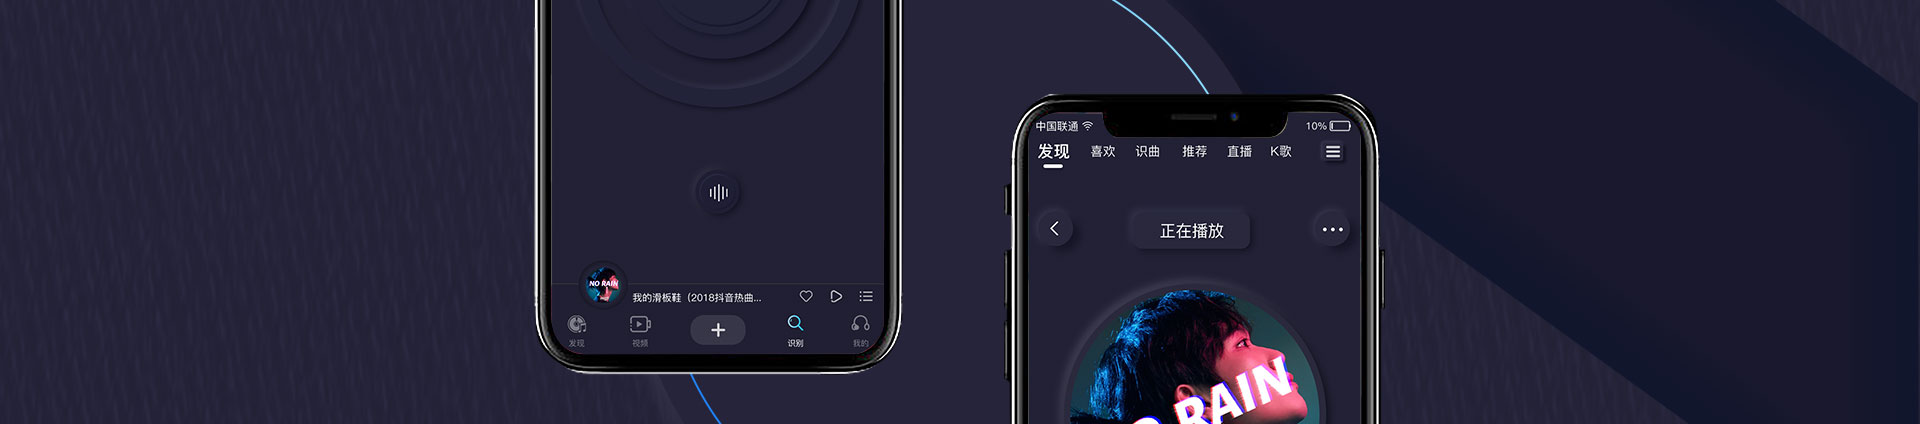 NO RAIN
我的滑板鞋（2018抖音热曲...
发现
视频
识别
我的
中国联通
10%
发现
喜欢
识曲
推荐
直播
K歌
正在播放
NO RAIN